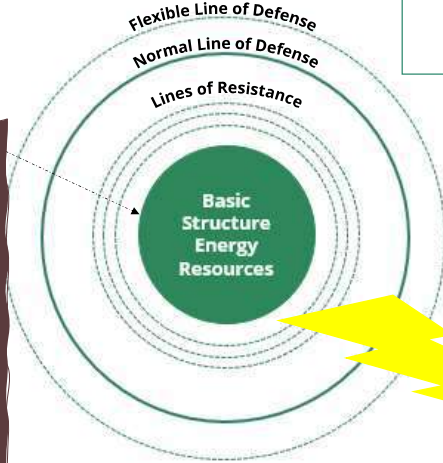 Flexible Line of Defense
Normal Line of Defense
Lines of Resistance
Basic
Structure
Energy
Resources